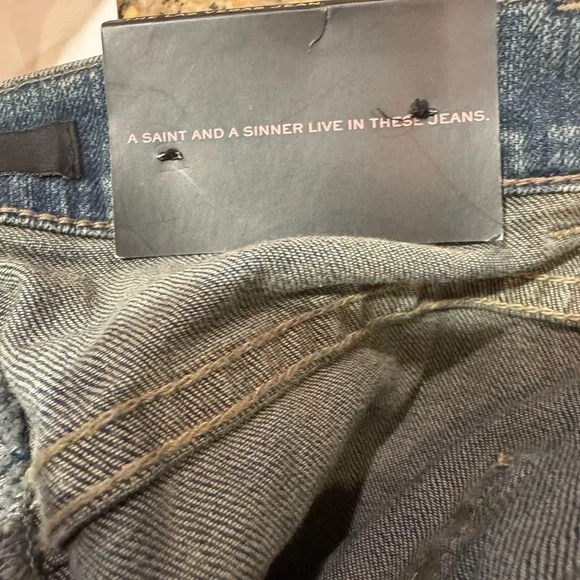 A SAINT AND A SINNER LIVE IN THESE JEANS.